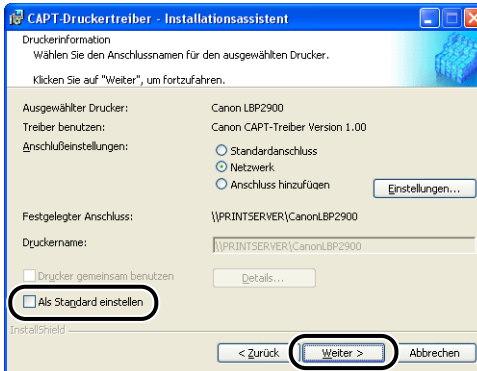 CAPT-Druckertreiber - Installationsassistent
Druckerinformation
Wählen Sie den Anschlussnamen für den ausgewählten Drucker.
Klicken Sie auf "Weiter", um fortzufahren.
Ausgewählter Drucker: Canon LBP2900
Treiber benutzen: Canon CAPT-Treiber Version 1.00
Anschlußeinstellungen: Standardanschluss
Netzwerk
Anschluss hinzufügen Einstellungen...
Festgelegter Anschluss: \\PRINTSERVER\CanonLBP2900
Druckername: \\PRINTSERVER\CanonLBP2900
Drucker gemeinsam benutzen Details...
Als Standard einstellen
InstallShield
< Zurück Weiter > Abbrechen